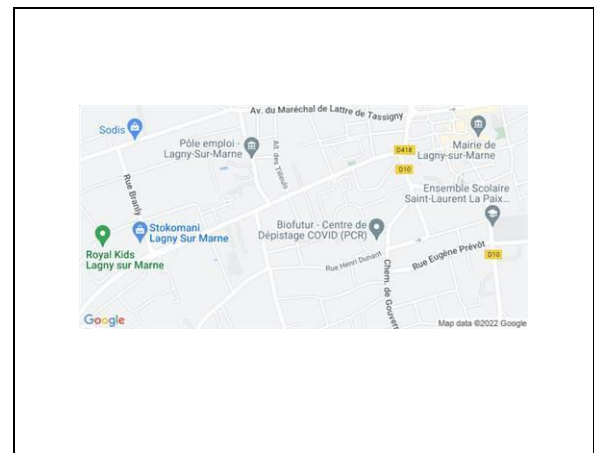 Av. du Maréchal de Lattre de Tassigny
Sodis
Pôle emploi -
Lagny-Sur-Marne
All. des Tilleuls
D418
Mairie de
Lagny-sur-Marne
D10
Rue Branly
Ensemble Scolaire
Saint-Laurent La Paix...
Stokomani
Lagny Sur Marne
Biofutur - Centre de
Dépistage COVID (PCR)
Royal Kids
Lagny sur Marne
Rue Henri Dunant
Rue Eugène Prévôt
D10
Chem. de Gouvern
Google
Map data ©2022 Google